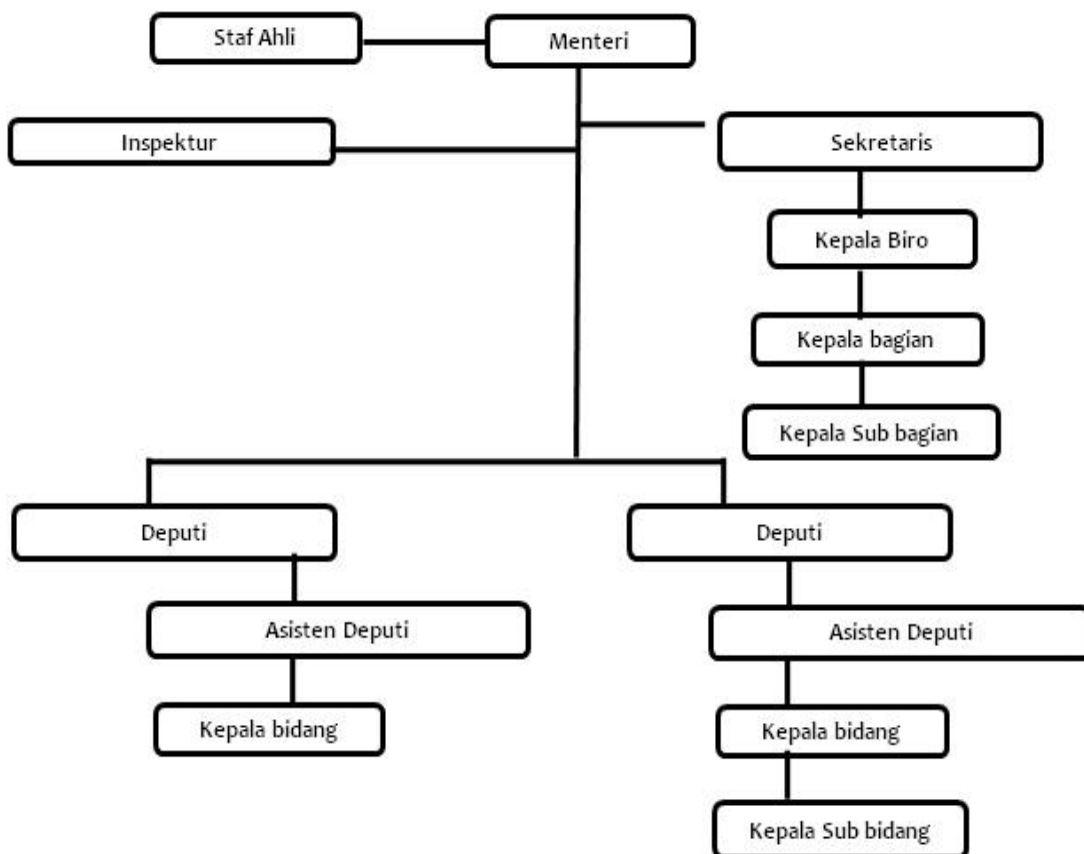 Staf Ahli
Menteri
Inspektur
Sekretaris
Kepala Biro
Kepala bagian
Kepala Sub bagian
Deputi
Deputi
Asisten Deputi
Asisten Deputi
Kepala bidang
Kepala bidang
Kepala Sub bidang